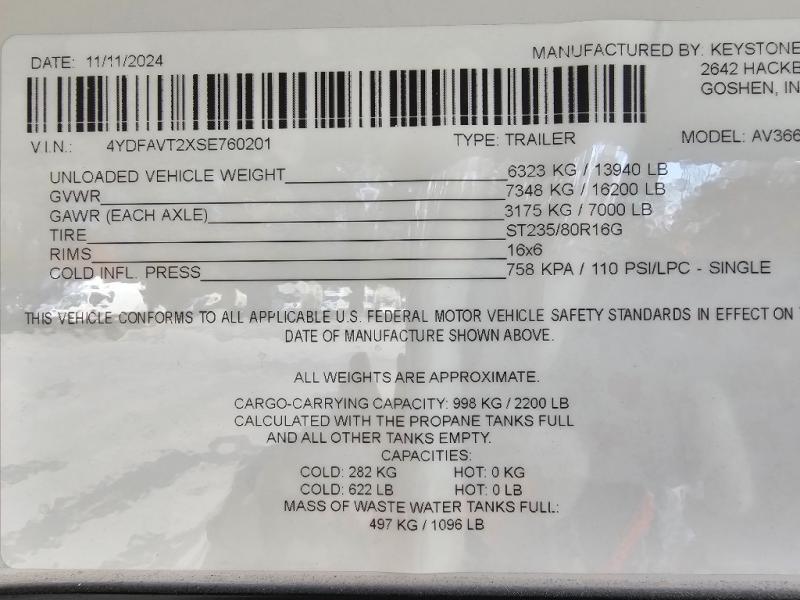 DATE: 11/11/2024
MANUFACTURED BY: KEYSTONE
2642 HACKE
GOSHEN, IN
V.I.N.: 4YDFAVT2XSE760201 TYPE: TRAILER MODEL: AV366
UNLOADED VEHICLE WEIGHT 6323 KG / 13940 LB
GVWR 7348 KG / 16200 LB
GAWR (EACH AXLE) 3175 KG / 7000 LB
TIRE ST235/80R16G
RIMS 16x6
COLD INFL. PRESS 758 KPA / 110 PSI/LPC - SINGLE
THIS VEHICLE CONFORMS TO ALL APPLICABLE U.S. FEDERAL MOTOR VEHICLE SAFETY STANDARDS IN EFFECT ON
DATE OF MANUFACTURE SHOWN ABOVE.
ALL WEIGHTS ARE APPROXIMATE.
CARGO-CARRYING CAPACITY: 998 KG / 2200 LB
CALCULATED WITH THE PROPANE TANKS FULL
AND ALL OTHER TANKS EMPTY.
CAPACITIES:
COLD: 282 KG HOT: 0 KG
COLD: 622 LB HOT: 0 LB
MASS OF WASTE WATER TANKS FULL:
497 KG / 1096 LB